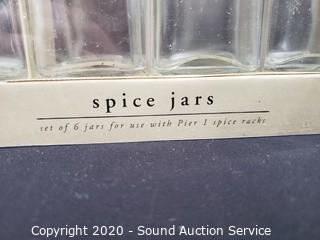 spice jars
set of 6 jars for use with Pier 1 spice racks
Copyright 2020 - Sound Auction Service